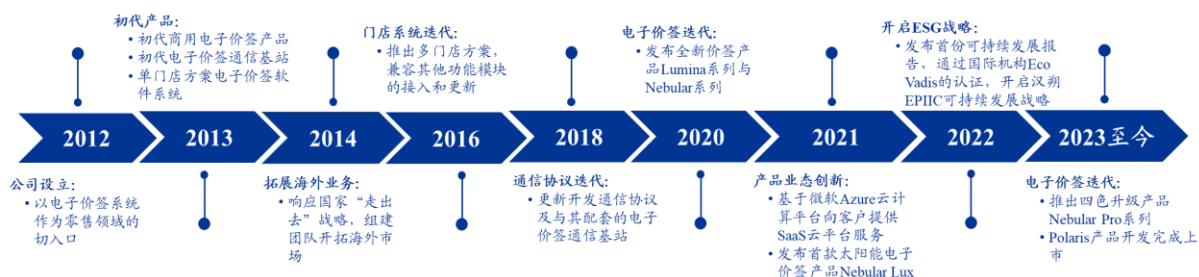 初代产品:
• 初代商用电子价签产品
• 初代电子价签通信基站
• 单门店方案电子价签软
件系统
门店系统迭代:
• 推出多门店方案，
兼容其他功能模块
的接入和更新
电子价签迭代:
• 发布全新价签产
品Lumina系列与
Nebular系列
开启ESG战略:
• 发布首份可持续发展报
告，通过国际机构Eco
Vadis的认证，开启汉朔
EPIIC可持续发展战略
2012
2013
2014
2016
2018
2020
2021
2022
2023至今
公司设立:
• 以电子价签系统
作为零售领域的
切入口
拓展海外业务:
• 响应国家“走出
去”战略，组建
团队开拓海外市
场
通信协议迭代:
• 更新开发通信协议
及与其配套的电子
价签通信基站
产品业态创新:
• 基于微软Azure云计
算平台向客户提供
SaaS云平台服务
• 发布首款太阳能电子
价签产品Nebular Lux
电子价签迭代:
• 推出四色升级产品
Nebular Pro系列
• Polaris产品开发完成上
市